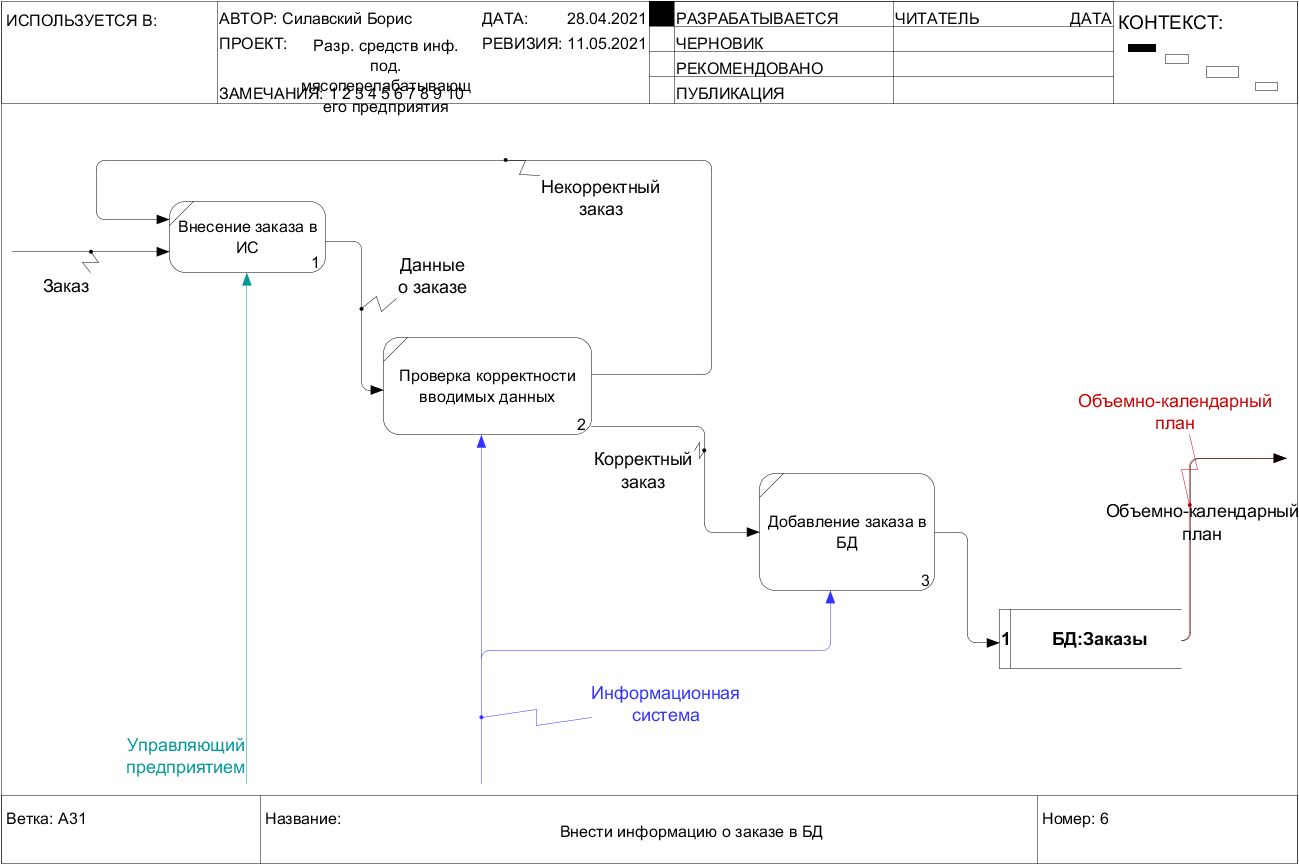 ИСПОЛЬЗУЕТСЯ В:
АВТОР: Силавский Борис
ДАТА: 28.04.2021
ПРОЕКТ: Разр. средств инф.
под.
мясоперелабатывающ
его предприятия
РЕВИЗИЯ: 11.05.2021
ЗАМЕЧАНИЯ: 1 2 3 4 5 6 7 8 9 10
РАЗРАБАТЫВАЕТСЯ
ЧЕРНОВИК
РЕКОМЕНДОВАНО
ПУБЛИКАЦИЯ
ЧИТАТЕЛЬ ДАТА
КОНТЕКСТ:
Некорректный
заказ
Внесение заказа в
ИС
1
Заказ
Данные
о заказе
Проверка корректности
вводимых данных
2
Корректный
заказ
Объемно-календарный
план
Объемно-календарный
план
Добавление заказа в
БД
3
1 БД:Заказы
Информационная
система
Управляющий
предприятием
Ветка: A31
Название:
Внести информацию о заказе в БД
Номер: 6